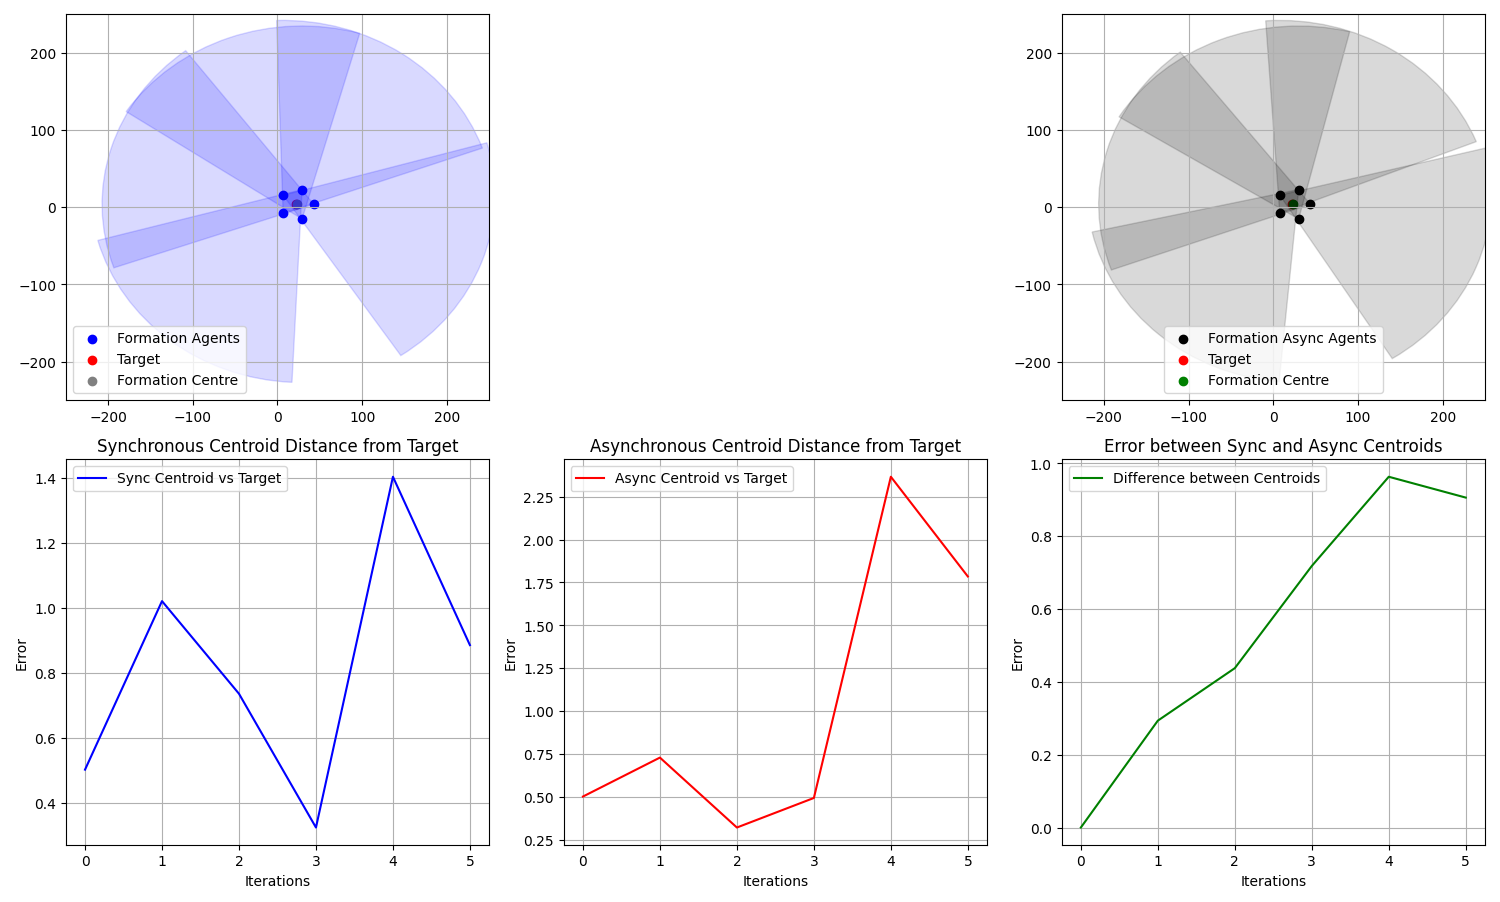 200
100
0
−100
−200
Formation Agents
Target
Formation Centre
−200 −100 0 100 200
200
100
0
−100
−200
Formation Async Agents
Target
Formation Centre
−200 −100 0 100 200
Synchronous Centroid Distance from Target
Sync Centroid vs Target
1.4
1.2
1.0
0.8
0.6
0.4
Error
0 1 2 3 4 5
Iterations
Asynchronous Centroid Distance from Target
Async Centroid vs Target
2.25
2.00
1.75
1.50
1.25
1.00
0.75
0.50
0.25
Error
0 1 2 3 4 5
Iterations
Error between Sync and Async Centroids
Difference between Centroids
1.0
0.8
0.6
0.4
0.2
0.0
Error
0 1 2 3 4 5
Iterations